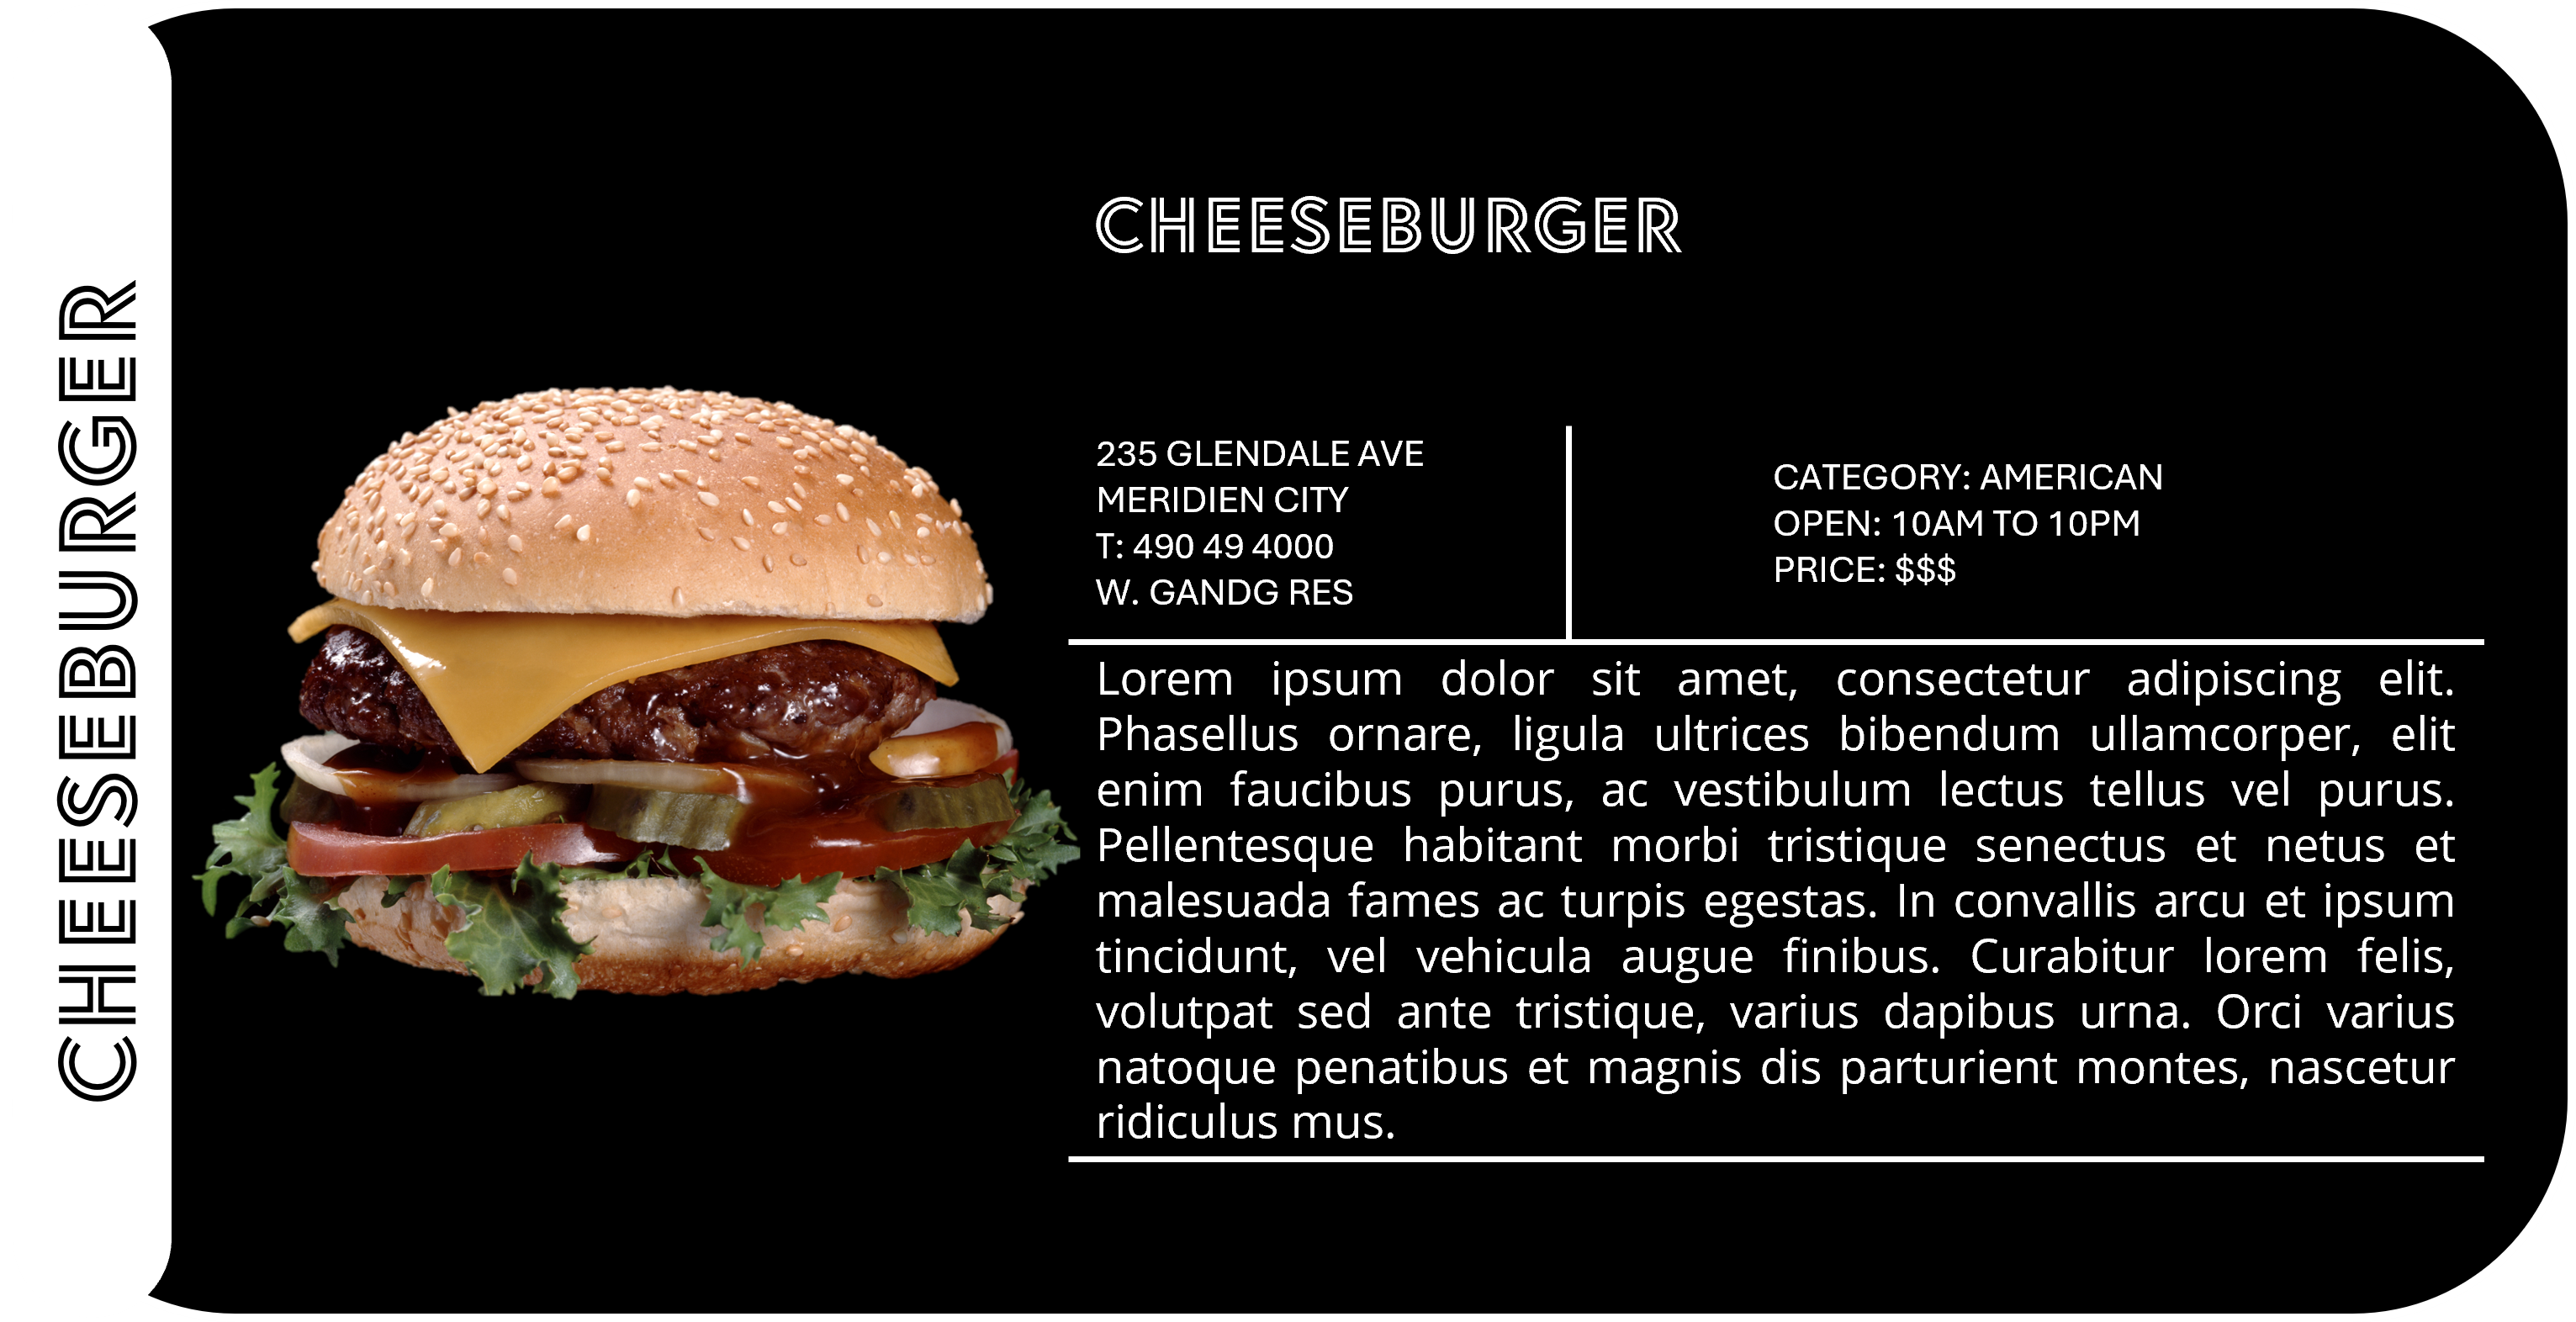 CHEESEBURGER
CHEESEBURGER
235 GLENDALE AVE
MERIDIEN CITY
T: 490 49 4000
W. GANDG RES
CATEGORY: AMERICAN
OPEN: 10AM TO 10PM
PRICE: $$$
Lorem ipsum dolor sit amet, consectetur adipiscing elit.
Phasellus ornare, ligula ultrices bibendum ullamcorper, elit
enim faucibus purus, ac vestibulum lectus tellus vel purus.
Pellentesque habitant morbi tristique senectus et netus et
malesuada fames ac turpis egestas. In convallis arcu et ipsum
tincidunt, vel vehicula augue finibus. Curabitur lorem felis,
volutpat sed ante tristique, varius dapibus urna. Orci varius
natoque penatibus et magnis dis parturient montes, nascetur
ridiculus mus.